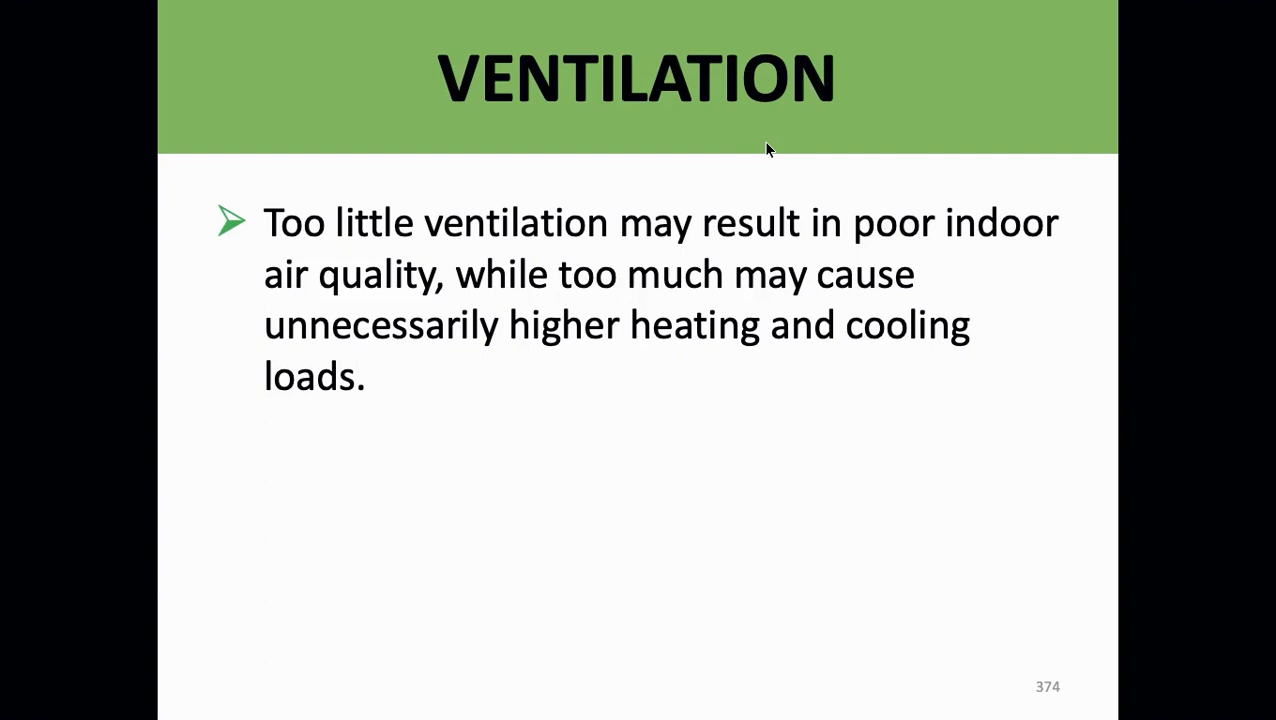 VENTILATION
Too little ventilation may result in poor indoor
air quality, while too much may cause
unnecessarily higher heating and cooling
loads.
374